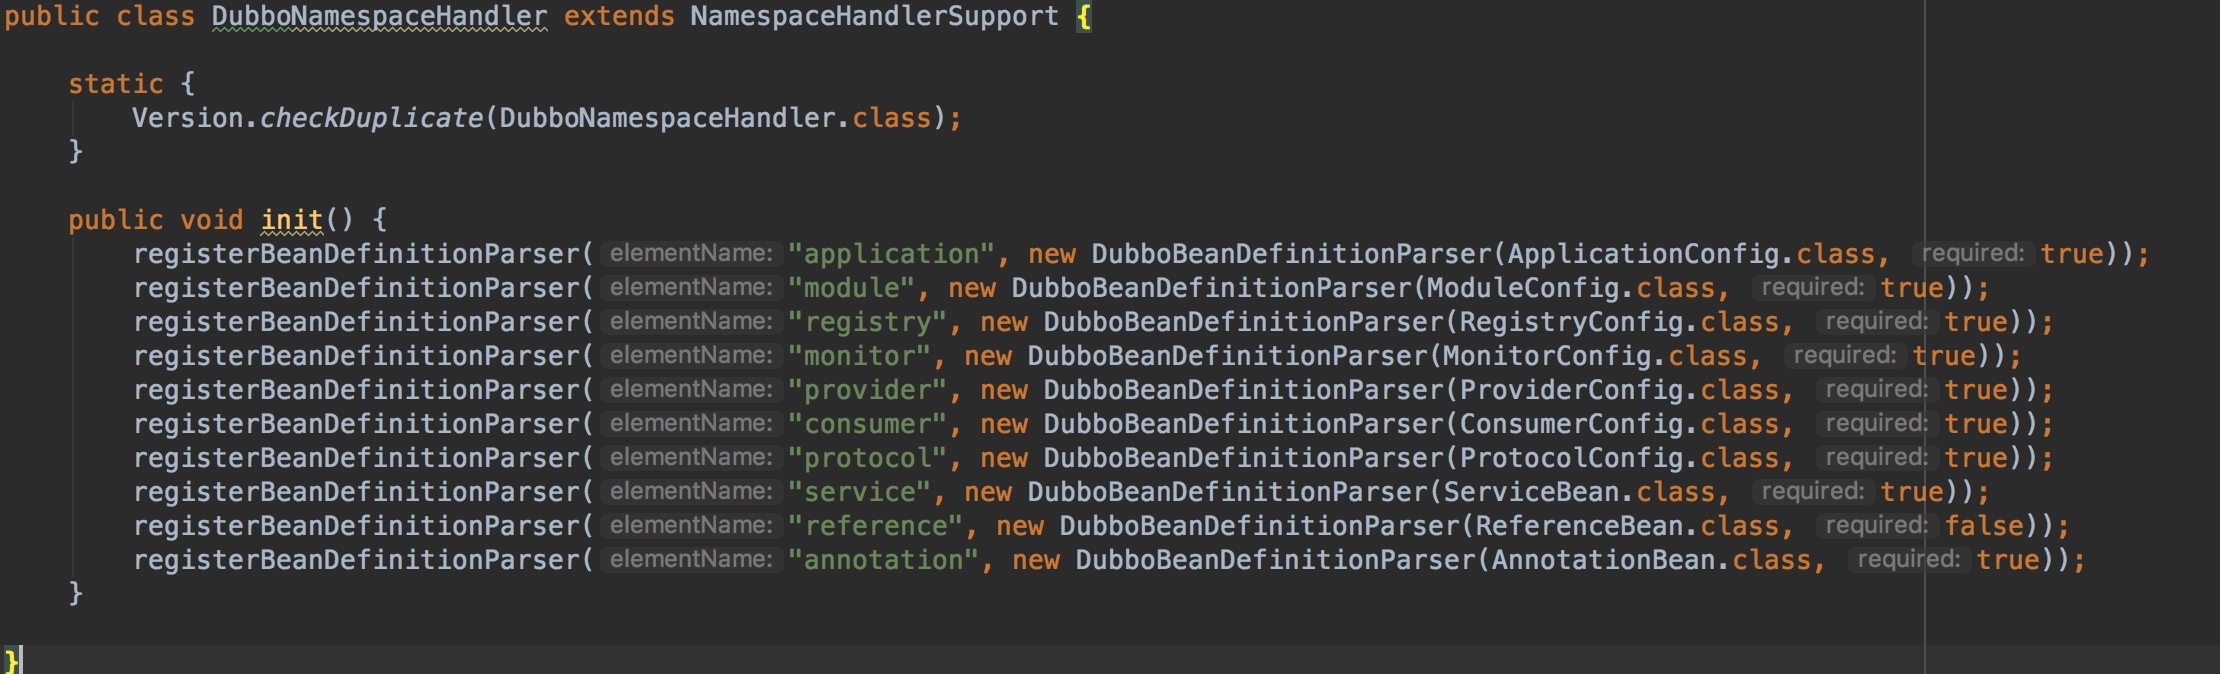 public class DubboNamespaceHandler extends NamespaceHandlerSupport {
static {
Version.checkDuplicate(DubboNamespaceHandler.class);
}
public void init() {
registerBeanDefinitionParser( elementName: "application", new DubboBeanDefinitionParser(ApplicationConfig.class, required: true));
registerBeanDefinitionParser( elementName: "module", new DubboBeanDefinitionParser(ModuleConfig.class, required: true));
registerBeanDefinitionParser( elementName: "registry", new DubboBeanDefinitionParser(RegistryConfig.class, required: true));
registerBeanDefinitionParser( elementName: "monitor", new DubboBeanDefinitionParser(MonitorConfig.class, required: true));
registerBeanDefinitionParser( elementName: "provider", new DubboBeanDefinitionParser(ProviderConfig.class, required: true));
registerBeanDefinitionParser( elementName: "consumer", new DubboBeanDefinitionParser(ConsumerConfig.class, required: true));
registerBeanDefinitionParser( elementName: "protocol", new DubboBeanDefinitionParser(ProtocolConfig.class, required: true));
registerBeanDefinitionParser( elementName: "service", new DubboBeanDefinitionParser(ServiceBean.class, required: true));
registerBeanDefinitionParser( elementName: "reference", new DubboBeanDefinitionParser(ReferenceBean.class, required: false));
registerBeanDefinitionParser( elementName: "annotation", new DubboBeanDefinitionParser(AnnotationBean.class, required: true));
}
}